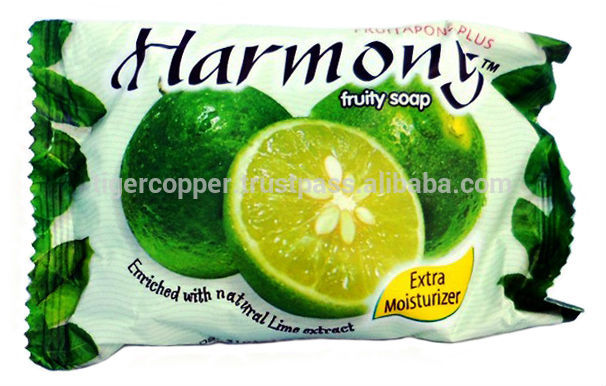 FRUITAPONE PLUS
Harmony™
fruity soap
tigercopper.trustpass.alibaba.com
Extra
Moisturizer
Enriched with natural Lime extract